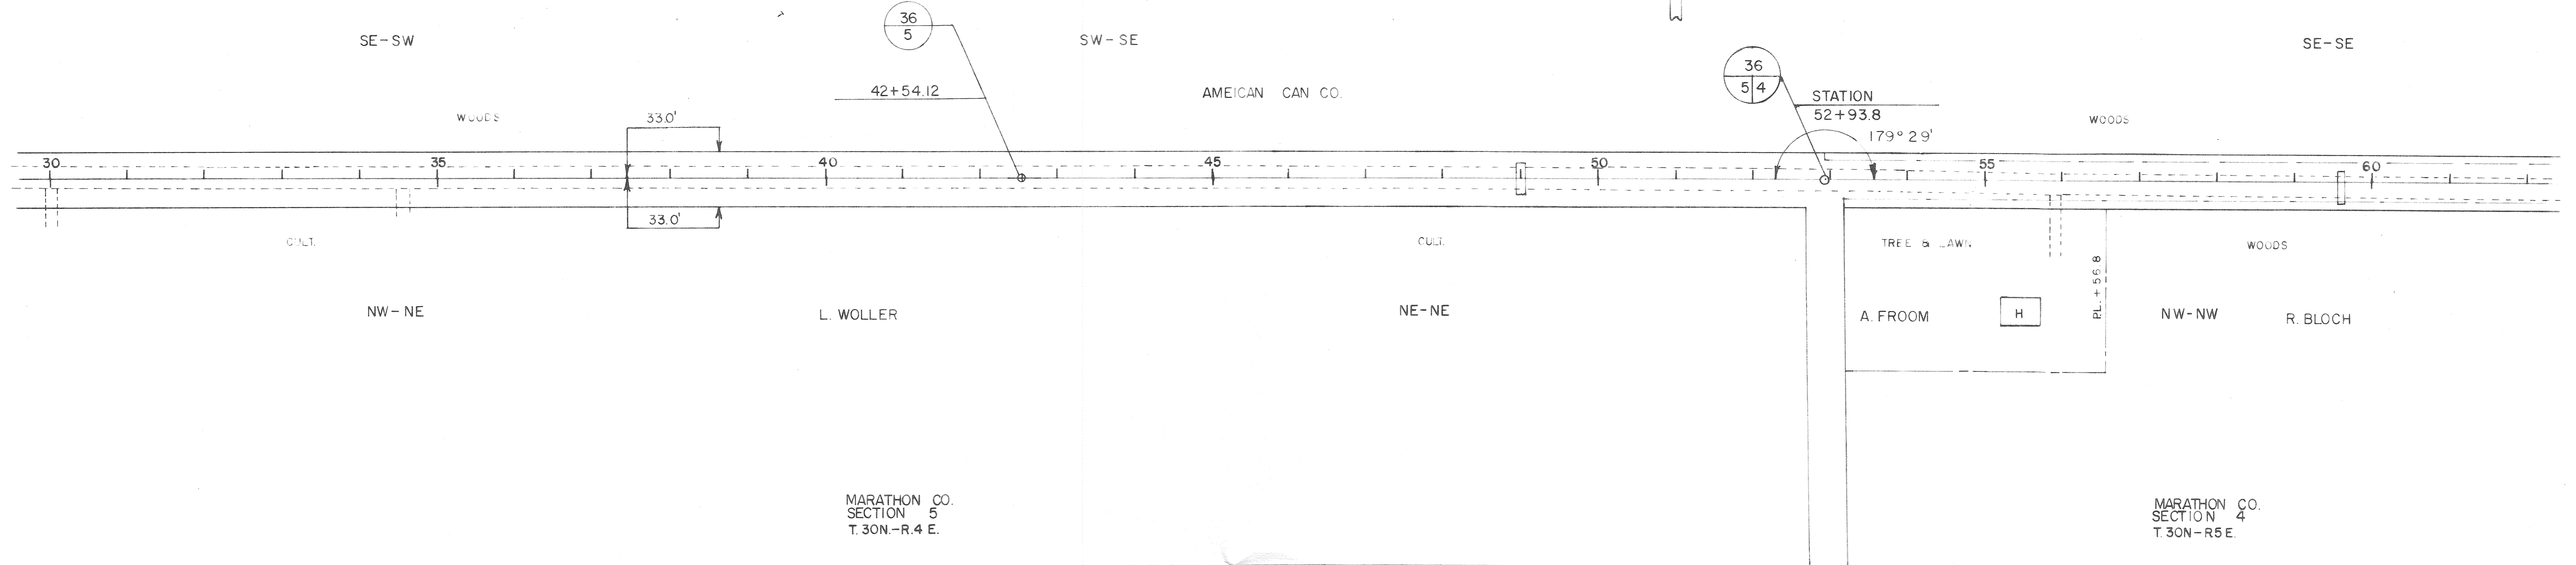 SE-SW
36
5
SW-SE
SE-SE
36
5|4
42+54.12
AMEICAN CAN CO.
STATION
52+93.8
179° 29'
WOODS
33.0'
WOODS
30
35
40
45
50
55
60
33.0'
CULT.
CULT.
TREE & LAWN
WOODS
P.L. + 56.8
NW-NE
L. WOLLER
NE-NE
A. FROOM
H
NW-NW
R. BLOCH
MARATHON CO.
SECTION 5
T. 30N.-R.4 E.
MARATHON CO.
SECTION 4
T. 30N-R5 E.